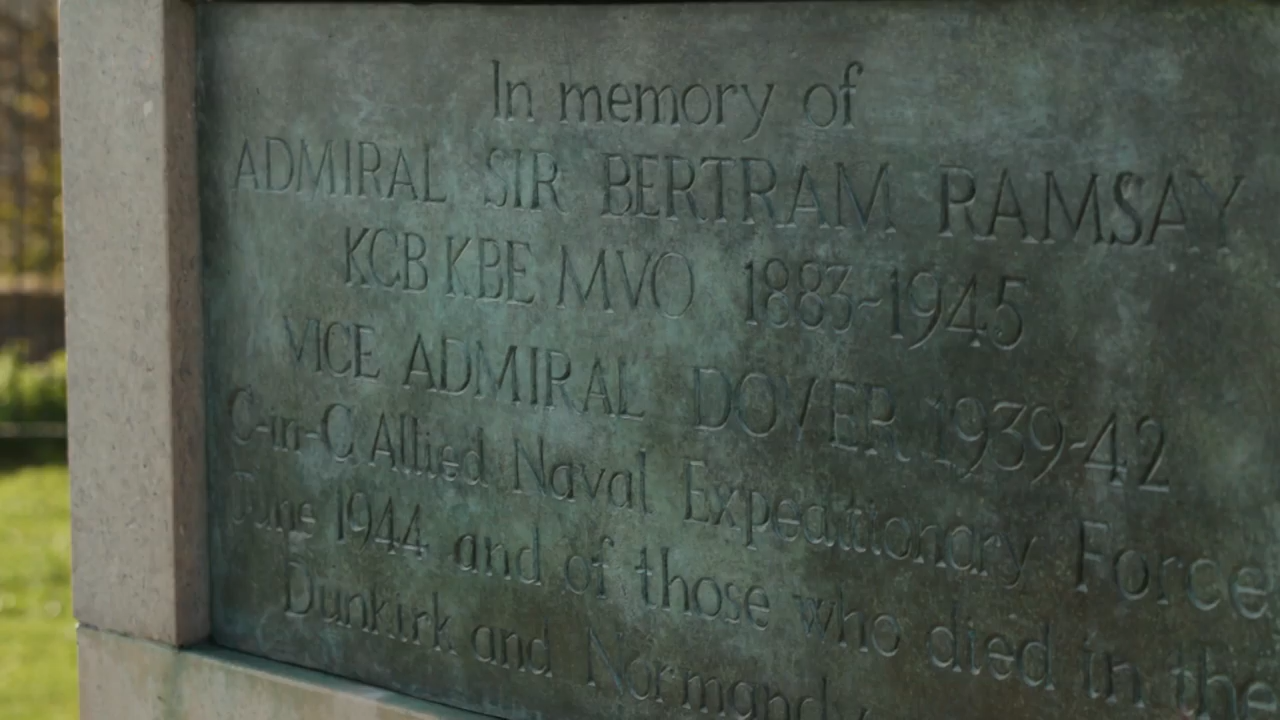 In memory of
ADMIRAL SIR BERTRAM RAMSAY
KCB KBE MVO 1883-1945
VICE ADMIRAL DOVER 1939-42
C-in-C Allied Naval Expeditionary Force
June 1944 and of those who died in the
Dunkirk and Normandy